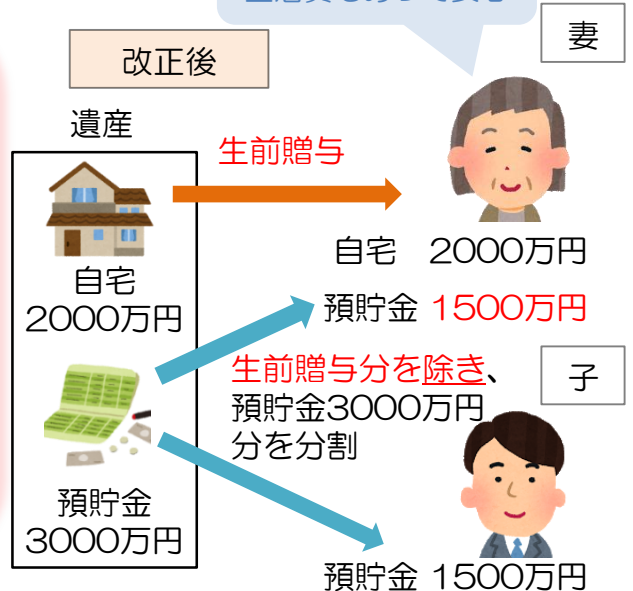 妻
改正後
遺産
生前贈与
自宅
2000万円
自宅 2000万円
預貯金 1500万円
生前贈与分を除き、
預貯金3000万円
分を分割
子
預貯金
3000万円
預貯金 1500万円